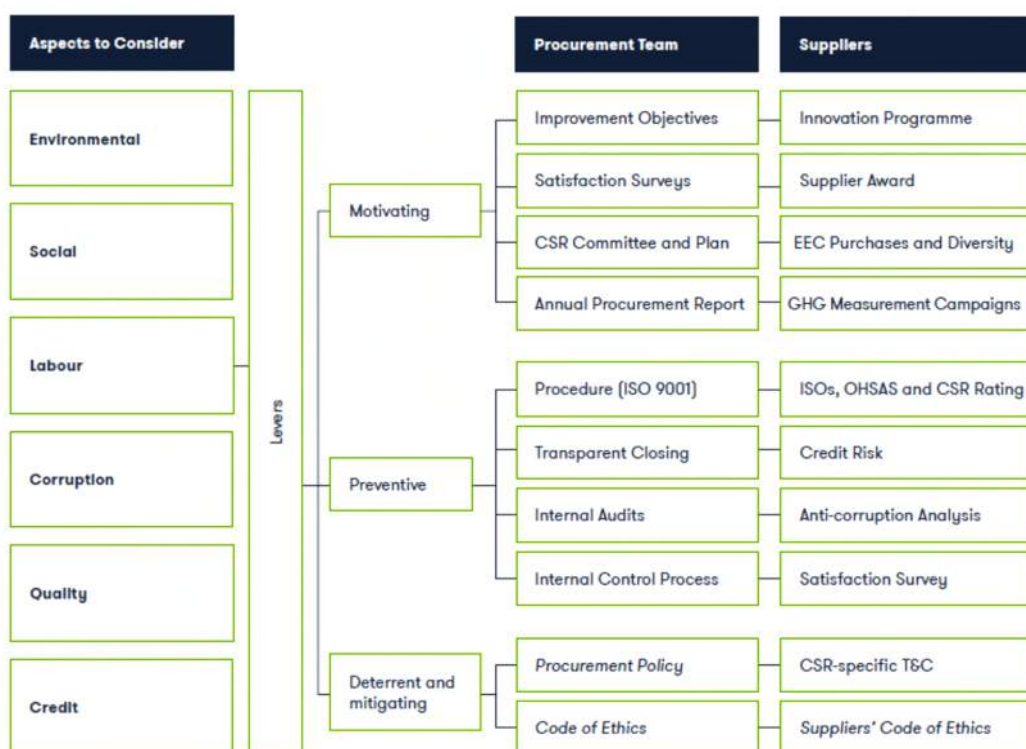 Aspects to Consider
Procurement Team
Suppliers
Environmental
Social
Labour
Corruption
Quality
Credit
Levers
Motivating
Improvement Objectives
Innovation Programme
Satisfaction Surveys
Supplier Award
CSR Committee and Plan
EEC Purchases and Diversity
Annual Procurement Report
GHG Measurement Campaigns
Preventive
Procedure (ISO 9001)
ISOs, OHSAS and CSR Rating
Transparent Closing
Credit Risk
Internal Audits
Anti-corruption Analysis
Internal Control Process
Satisfaction Survey
Deterrent and
mitigating
Procurement Policy
CSR-specific T&C
Code of Ethics
Suppliers' Code of Ethics